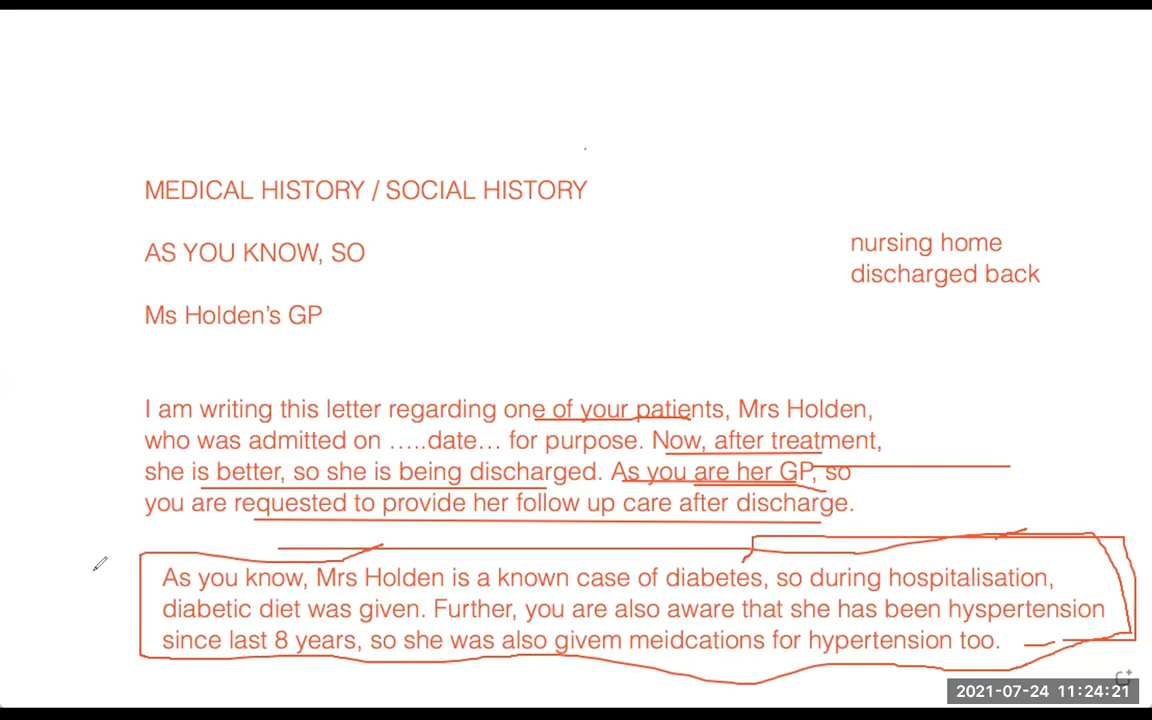 MEDICAL HISTORY / SOCIAL HISTORY
AS YOU KNOW, SO
nursing home
discharged back
Ms Holden's GP
I am writing this letter regarding one of your patients, Mrs Holden,
who was admitted on …..date… for purpose. Now, after treatment,
she is better, so she is being discharged. As you are her GP, so
you are requested to provide her follow up care after discharge.
As you know, Mrs Holden is a known case of diabetes, so during hospitalisation,
diabetic diet was given. Further, you are also aware that she has been hyspertension
since last 8 years, so she was also givem meidcations for hypertension too.
2021-07-24 11:24:21